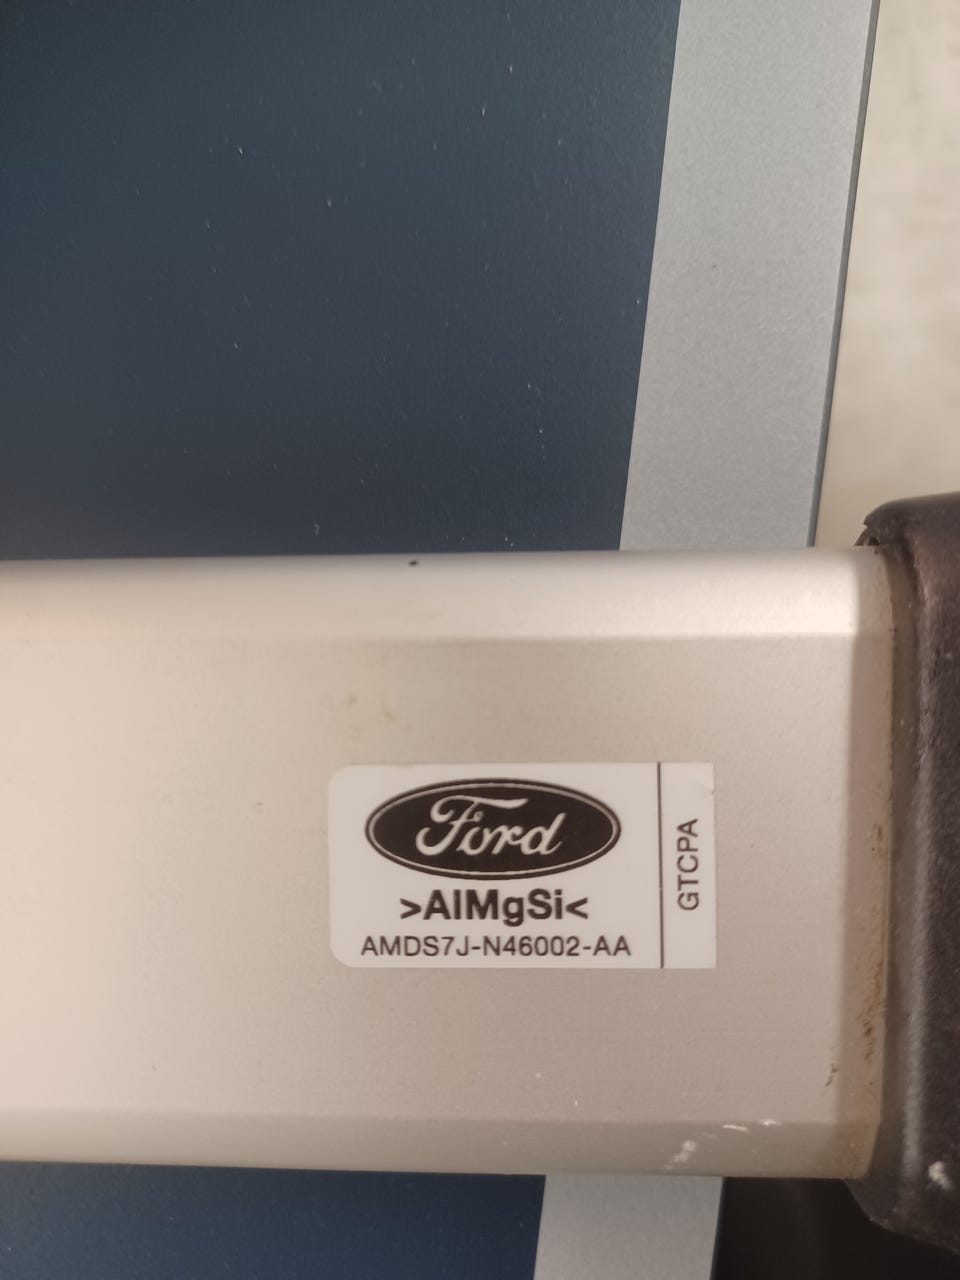 Ford
>AlMgSi<
AMDS7J-N46002-AA
GTCPA